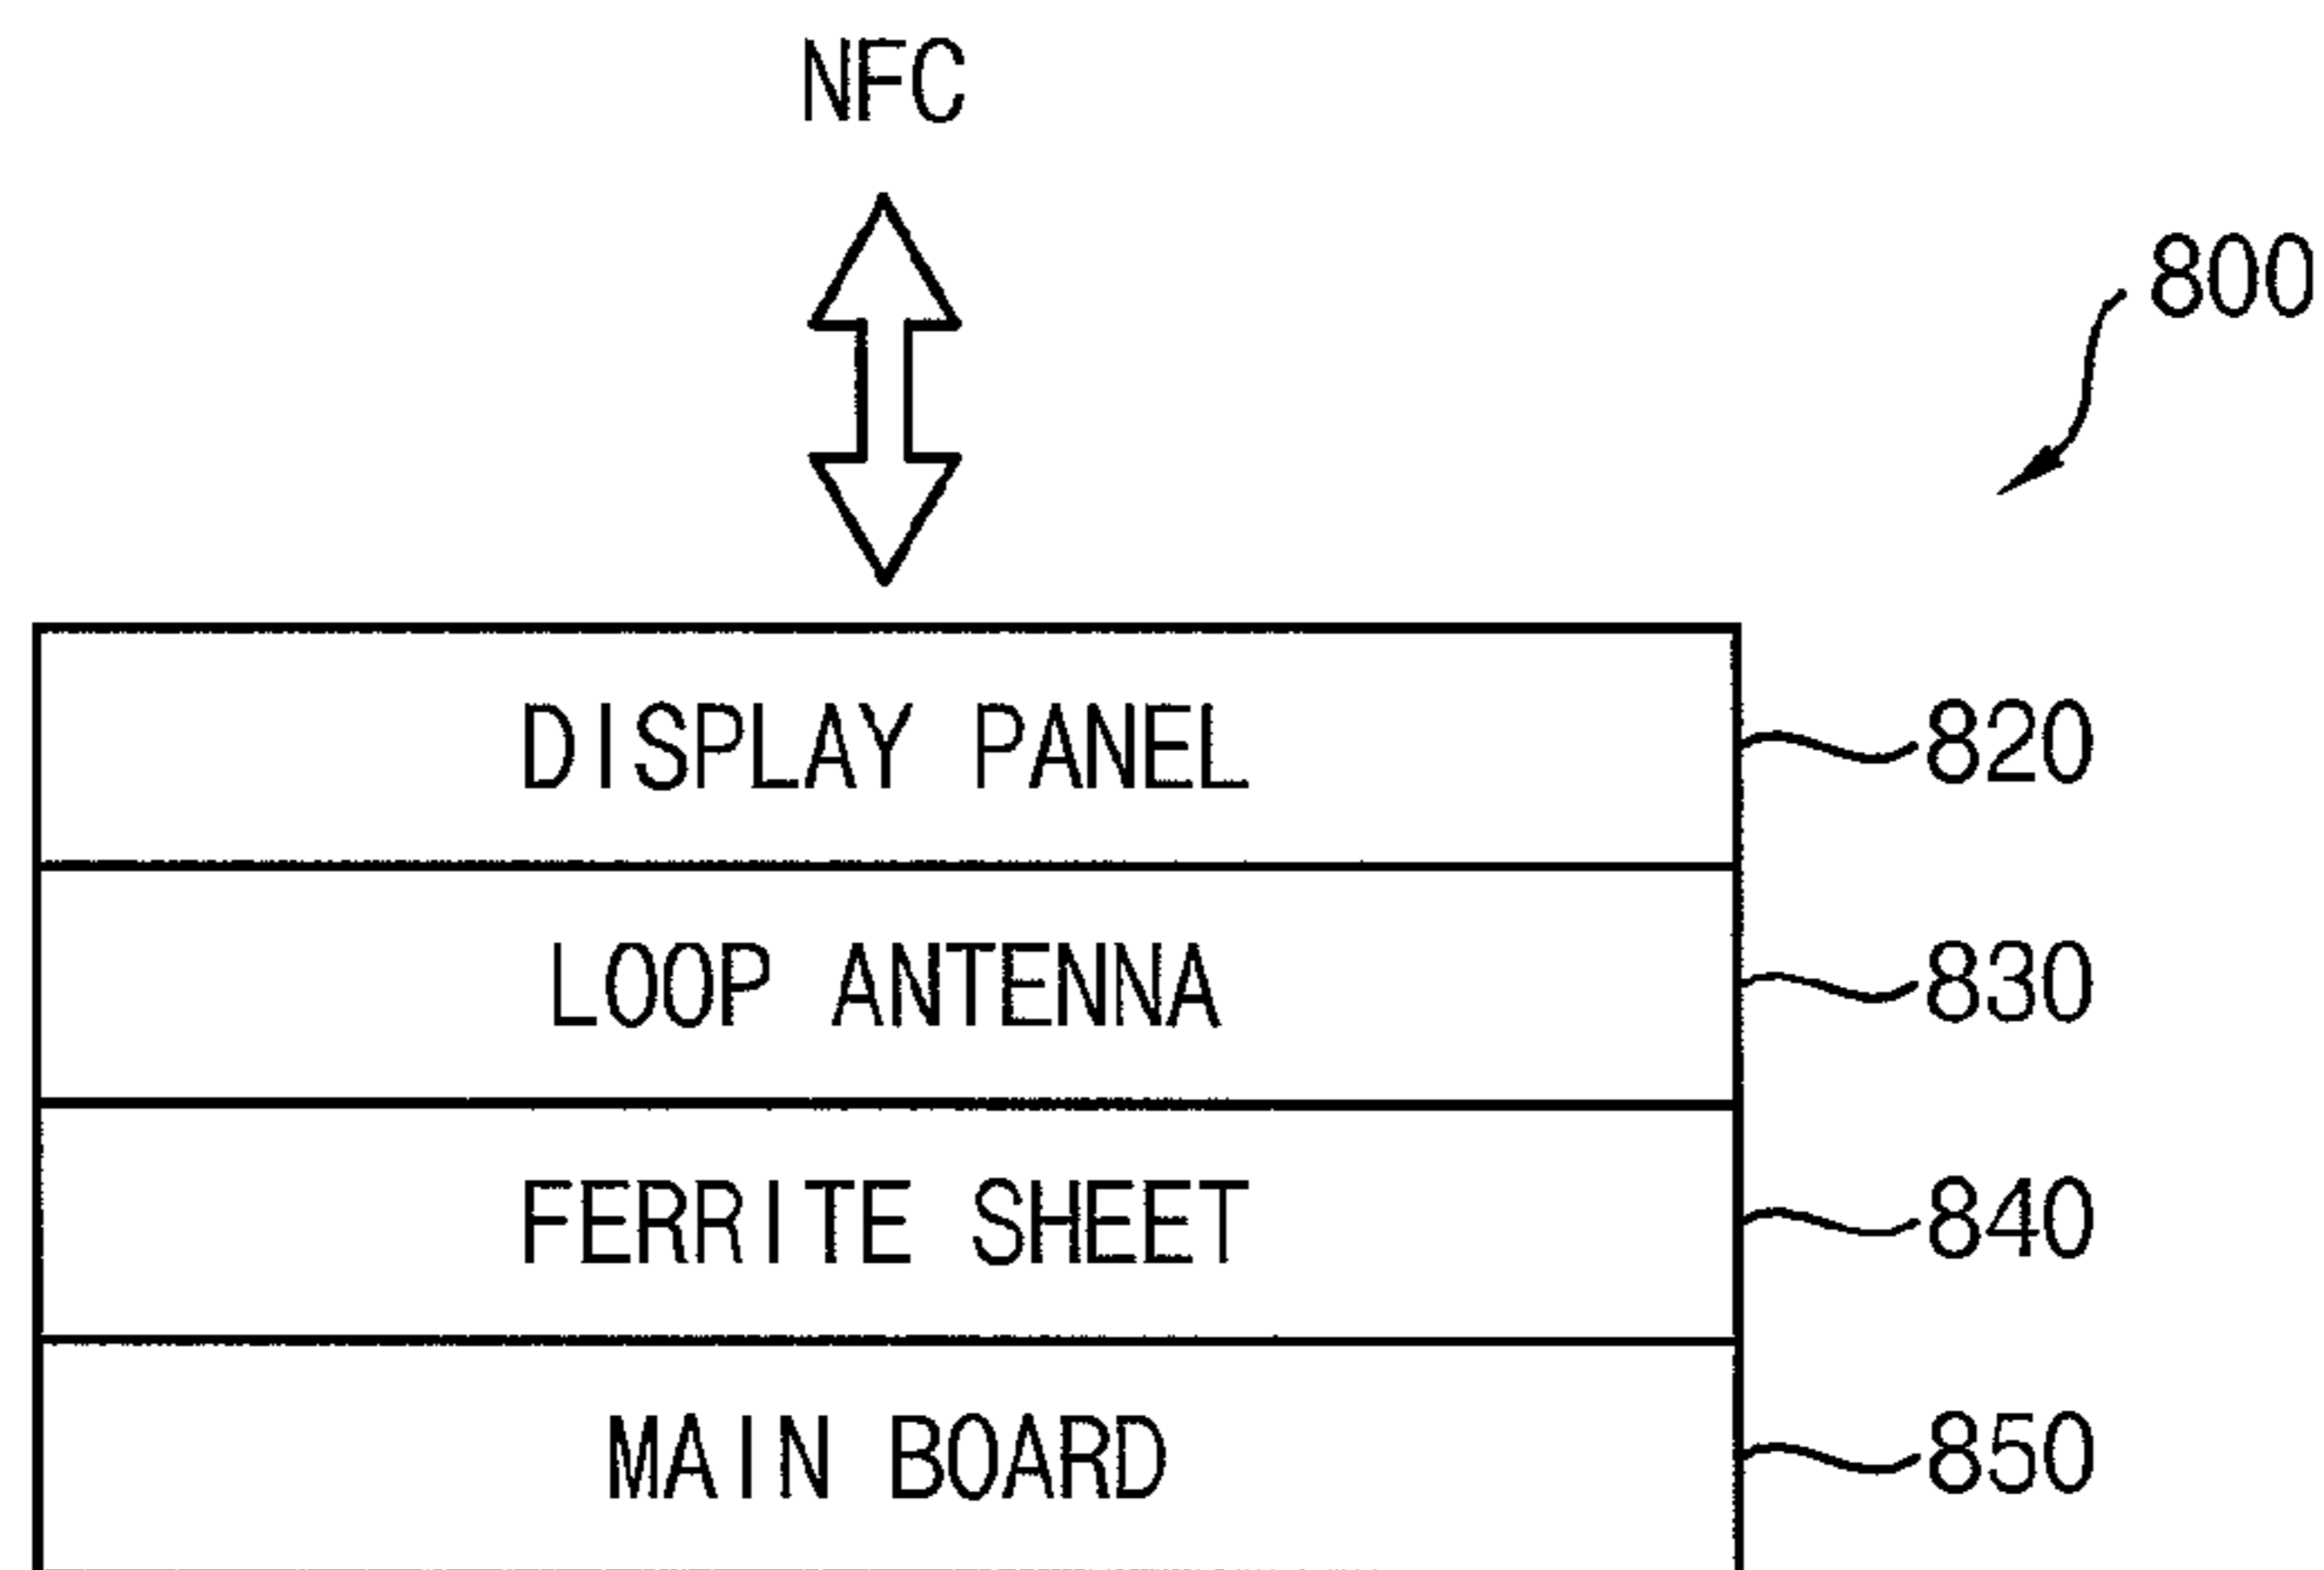 NFC
800
DISPLAY PANEL 820
LOOP ANTENNA 830
FERRITE SHEET 840
MAIN BOARD 850